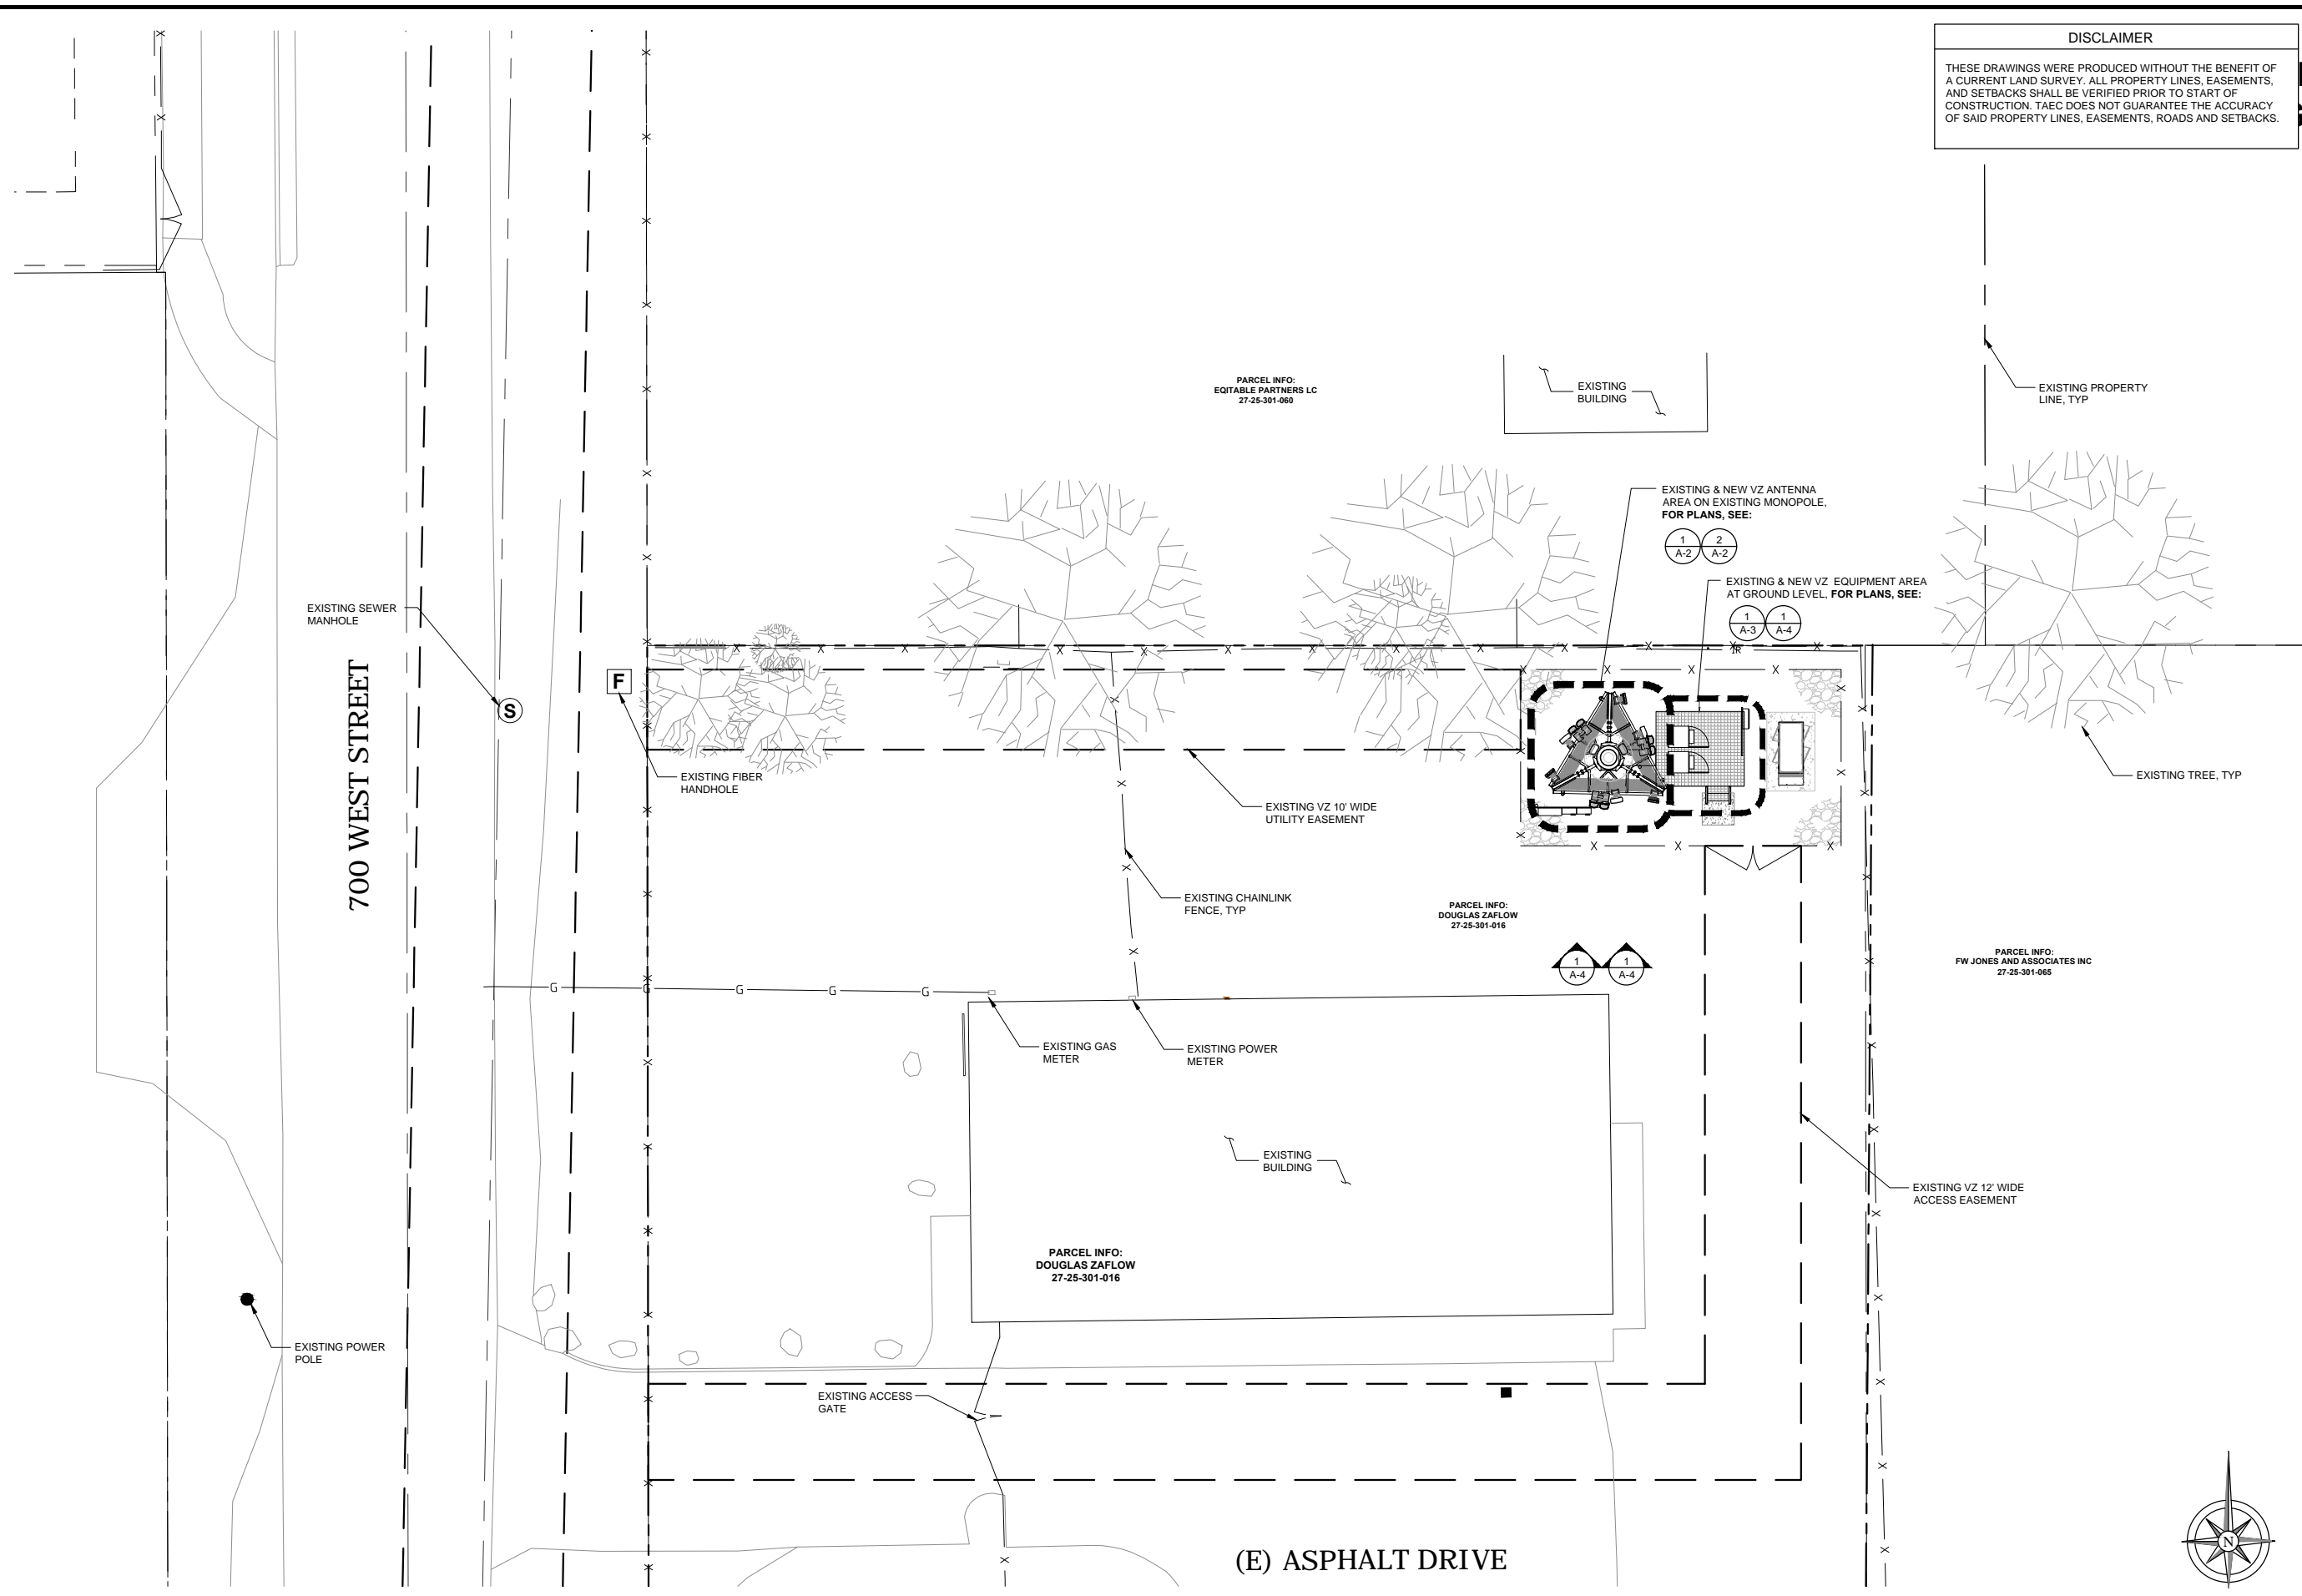 DISCLAIMER
THESE DRAWINGS WERE PRODUCED WITHOUT THE BENEFIT OF
A CURRENT LAND SURVEY. ALL PROPERTY LINES, EASEMENTS,
AND SETBACKS SHALL BE VERIFIED PRIOR TO START OF
CONSTRUCTION. TAEC DOES NOT GUARANTEE THE ACCURACY
OF SAID PROPERTY LINES, EASEMENTS, ROADS AND SETBACKS.
PARCEL INFO:
EQITABLE PARTNERS LC
27-25-301-060
EXISTING
BUILDING
EXISTING PROPERTY
LINE, TYP
EXISTING & NEW VZ ANTENNA
AREA ON EXISTING MONOPOLE,
FOR PLANS, SEE:
1 2
A-2 A-2
EXISTING & NEW VZ EQUIPMENT AREA
AT GROUND LEVEL, FOR PLANS, SEE:
1 1
A-3 A-4
EXISTING SEWER
MANHOLE
S
F
700 WEST STREET
EXISTING FIBER
HANDHOLE
EXISTING VZ 10' WIDE
UTILITY EASEMENT
EXISTING TREE, TYP
EXISTING CHAINLINK
FENCE, TYP
PARCEL INFO:
DOUGLAS ZAFLOW
27-25-301-016
1 1
A-4 A-4
PARCEL INFO:
FW JONES AND ASSOCIATES INC
27-25-301-065
G G G G G
EXISTING GAS
METER
EXISTING POWER
METER
EXISTING
BUILDING
EXISTING VZ 12' WIDE
ACCESS EASEMENT
PARCEL INFO:
DOUGLAS ZAFLOW
27-25-301-016
EXISTING POWER
POLE
EXISTING ACCESS
GATE
(E) ASPHALT DRIVE
N